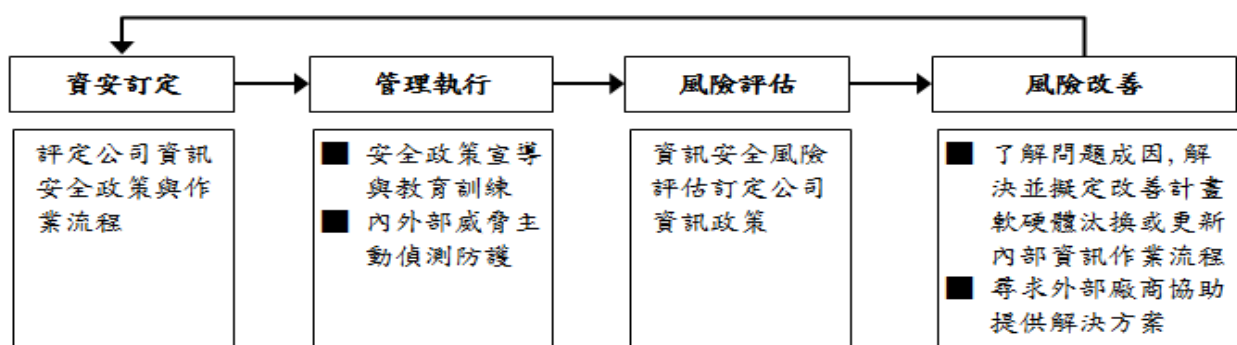 資安訂定
管理執行
風險評估
風險改善
評定公司資訊
安全政策與作
業流程
■ 安全政策宣導
與教育訓練
■ 內外部威脅主
動偵測防護
資訊安全風險
評估訂定公司
資訊政策
■ 了解問題成因,解
決並擬定改善計畫
軟硬體汰換或更新
內部資訊作業流程
■ 尋求外部廠商協助
提供解決方案